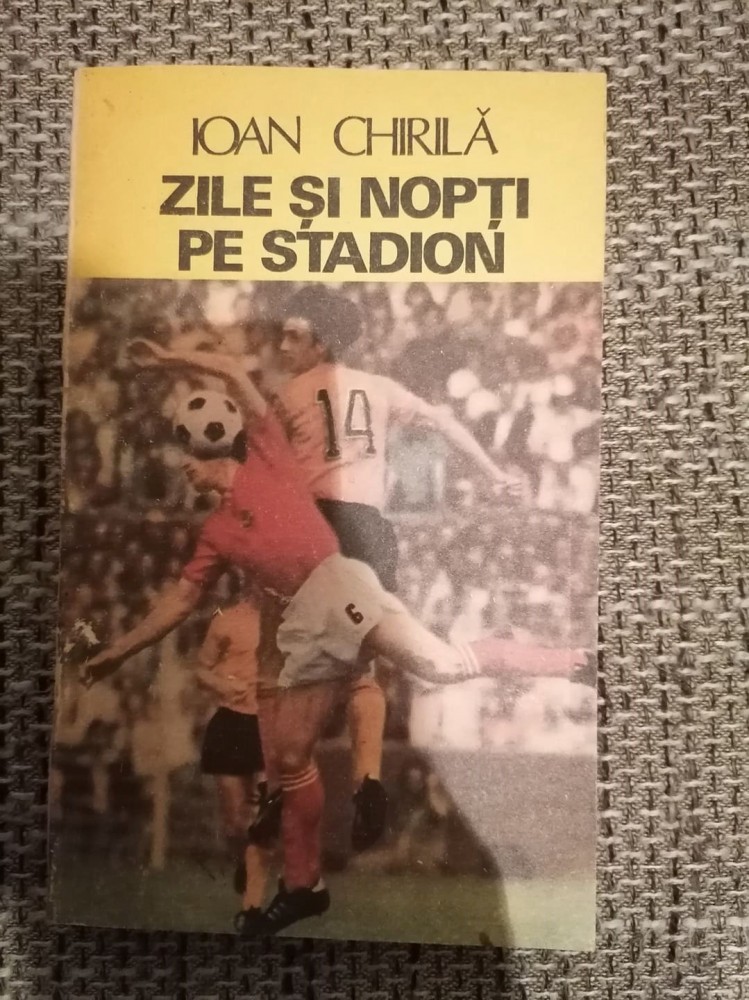 IOAN CHIRILĂ
ZILE ȘI NOPȚI
PE STADION
14
6